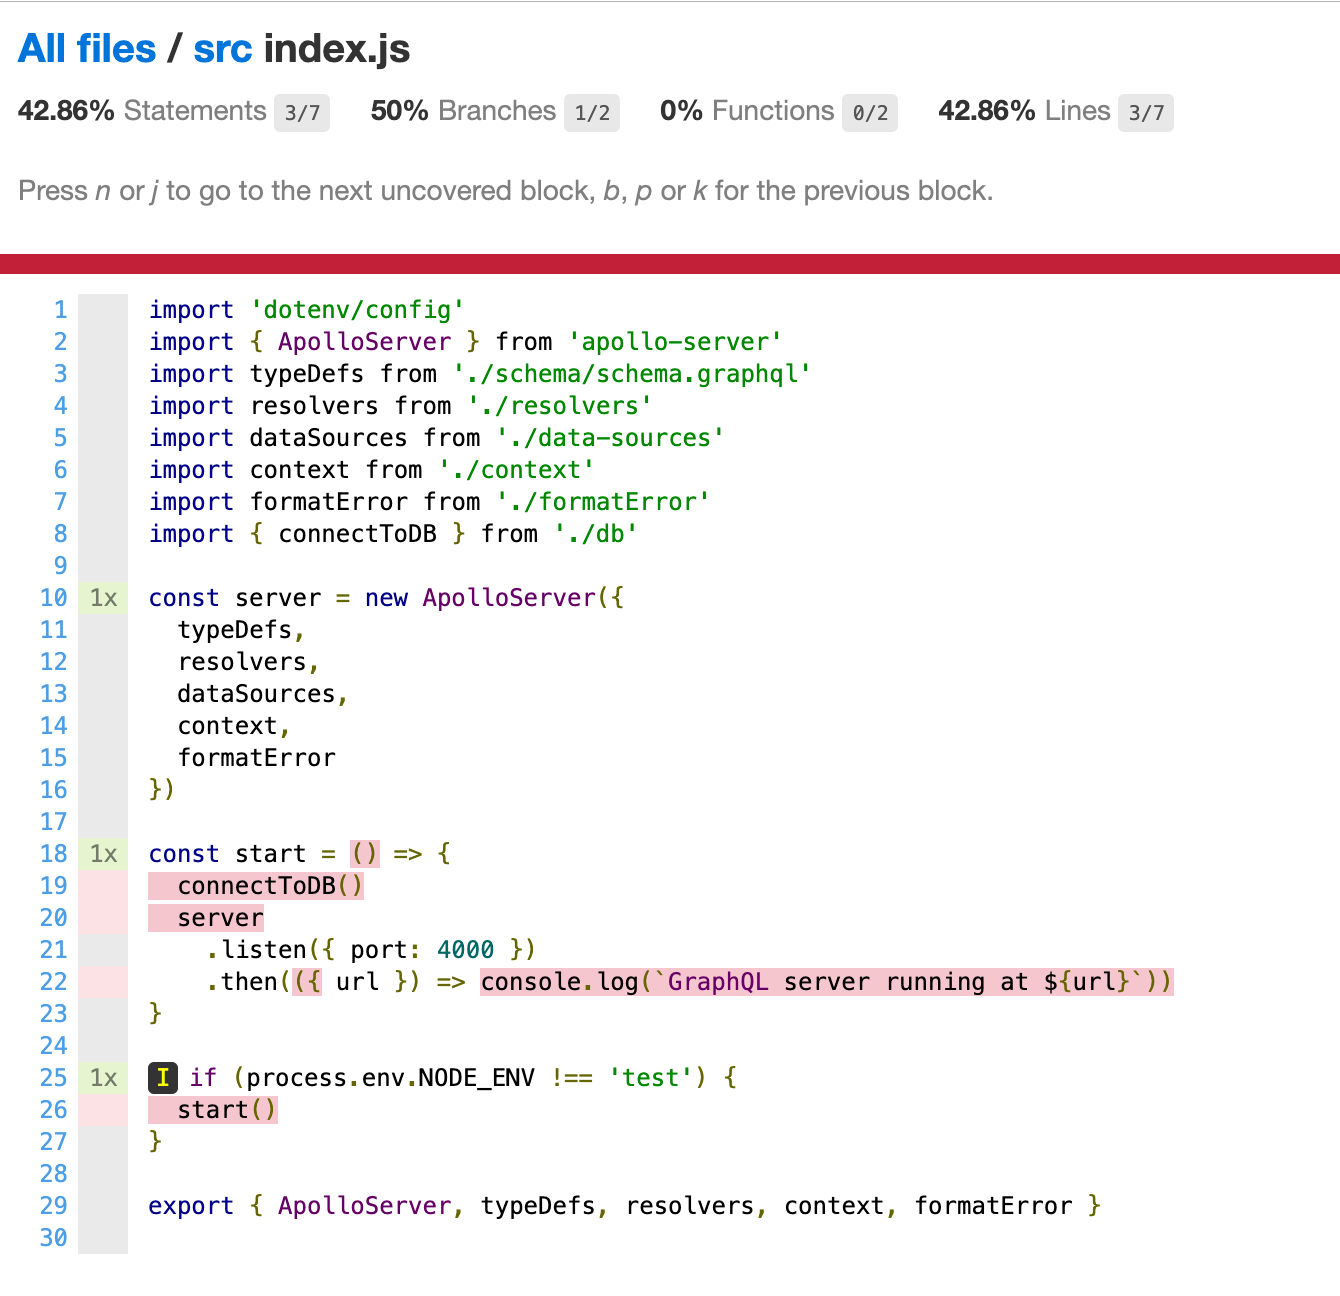 All files / src index.js
42.86% Statements 3/7 50% Branches 1/2 0% Functions 0/2 42.86% Lines 3/7
Press n or j to go to the next uncovered block, b, p or k for the previous block.
1 import 'dotenv/config'
2 import { ApolloServer } from 'apollo-server'
3 import typeDefs from './schema/schema.graphql'
4 import resolvers from './resolvers'
5 import dataSources from './data-sources'
6 import context from './context'
7 import formatError from './formatError'
8 import { connectToDB } from './db'
9
10 1x const server = new ApolloServer({
11 typeDefs,
12 resolvers,
13 dataSources,
14 context,
15 formatError
16 })
17
18 1x const start = () => {
19 connectToDB()
20 server
21 .listen({ port: 4000 })
22 .then(({ url }) => console.log(`GraphQL server running at ${url}`))
23 }
24
25 1x I if (process.env.NODE_ENV !== 'test') {
26 start()
27 }
28
29 export { ApolloServer, typeDefs, resolvers, context, formatError }
30